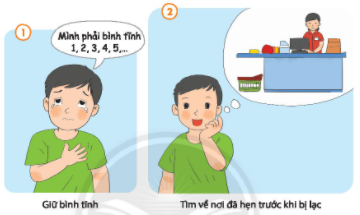 1
Mình phải bình tĩnh
1, 2, 3, 4, 5,...
Giữ bình tĩnh
2
Tìm về nơi đã hẹn trước khi bị lạc